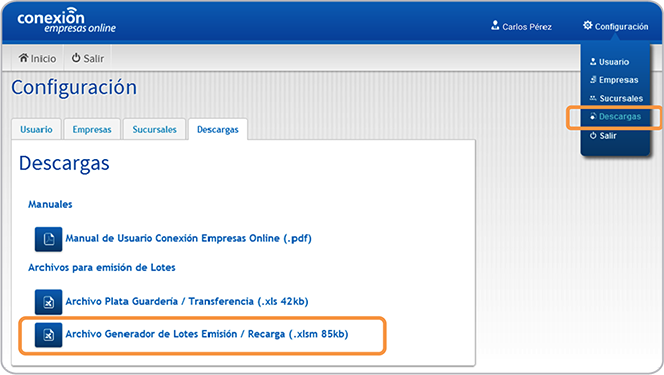 conexión
empresas online
Carlos Pérez
Configuración
Inicio
Salir
Usuario
Empresas
Sucursales
Descargas
Salir
Configuración
Usuario
Empresas
Sucursales
Descargas
Descargas
Manuales
Manual de Usuario Conexión Empresas Online (.pdf)
Archivos para emisión de Lotes
Archivo Plata Guardería / Transferencia (.xls 42kb)
Archivo Generador de Lotes Emisión / Recarga (.xlsm 85kb)